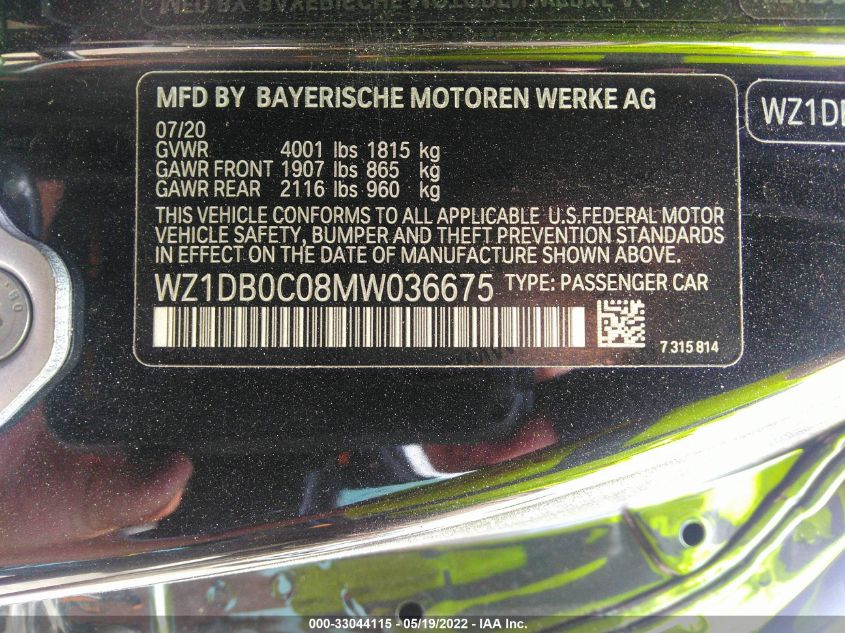 MFD BY BAYERISCHE MOTOREN WERKE AG
07/20
GVWR 4001 lbs 1815 kg
GAWR FRONT 1907 lbs 865 kg
GAWR REAR 2116 lbs 960 kg
THIS VEHICLE CONFORMS TO ALL APPLICABLE U.S.FEDERAL MOTOR
VEHICLE SAFETY, BUMPER AND THEFT PREVENTION STANDARDS
IN EFFECT ON THE DATE OF MANUFACTURE SHOWN ABOVE.
WZ1DB0C08MW036675 TYPE: PASSENGER CAR
7315814
WZ1D
000-33044115 - 05/19/2022 - IAA Inc.